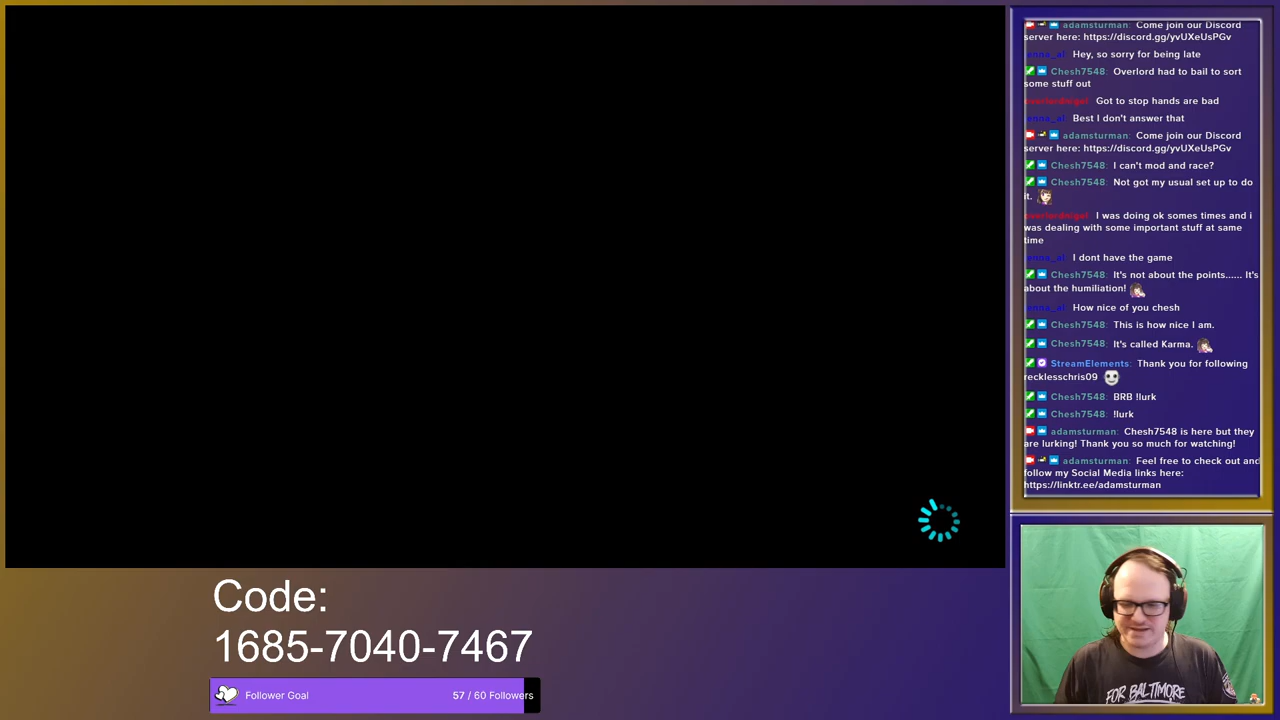 adamsturman: Come join our Discord
server here: https://discord.gg/yvUXeUsPGv
enna_al: Hey, so sorry for being late
Chesh7548: Overlord had to bail to sort
some stuff out
Got to stop hands are bad
enna_al: Best I don't answer that
adamsturman: Come join our Discord
server here: https://discord.gg/yvUXeUsPGv
Chesh7548: I can't mod and race?
Chesh7548: Not got my usual set up to do
it.
I was doing ok somes times and i
was dealing with some important stuff at same
time
enna_al: I dont have the game
Chesh7548: It's not about the points...... It's
about the humiliation!
enna_al: How nice of you chesh
Chesh7548: This is how nice I am.
Chesh7548: It's called Karma.
StreamElements: Thank you for following
recklesschris09
Chesh7548: BRB !lurk
Chesh7548: !lurk
adamsturman: Chesh7548 is here but they
are lurking! Thank you so much for watching!
adamsturman: Feel free to check out and
follow my Social Media links here:
https://linktr.ee/adamsturman
Code:
1685-7040-7467
Follower Goal 57 / 60 Followers
FOR BALTIMORE